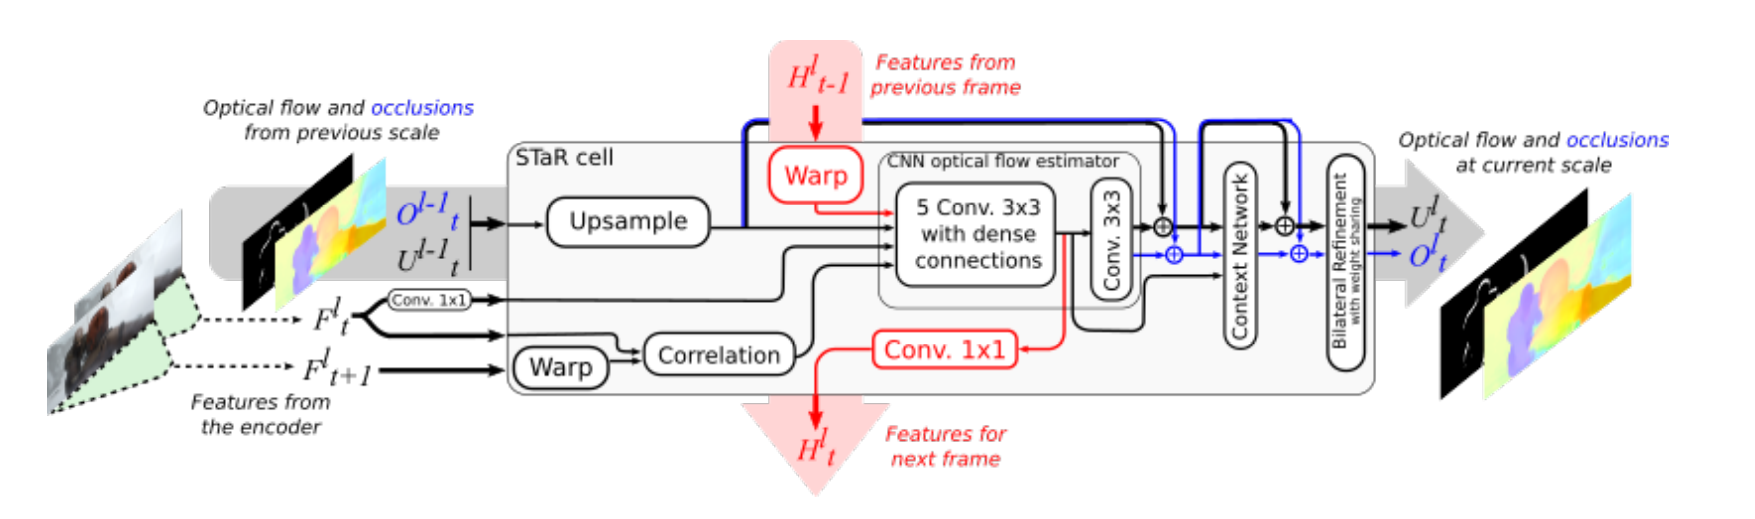 Optical flow and occlusions
from previous scale
O^{l-1}_t
U^{l-1}_t
F^l_t
F^l_{t+1}
Features from
the encoder
Conv. 1x1
STaR cell
Upsample
Warp
Correlation
H^l_{t-1}
Features from
previous frame
Warp
CNN optical flow estimator
5 Conv. 3x3
with dense
connections
Conv. 3x3
Conv. 1x1
H^l_t
Features for
next frame
Context Network
Bilateral Refinement
with weight sharing
Optical flow and occlusions
at current scale
U^l_t
O^l_t